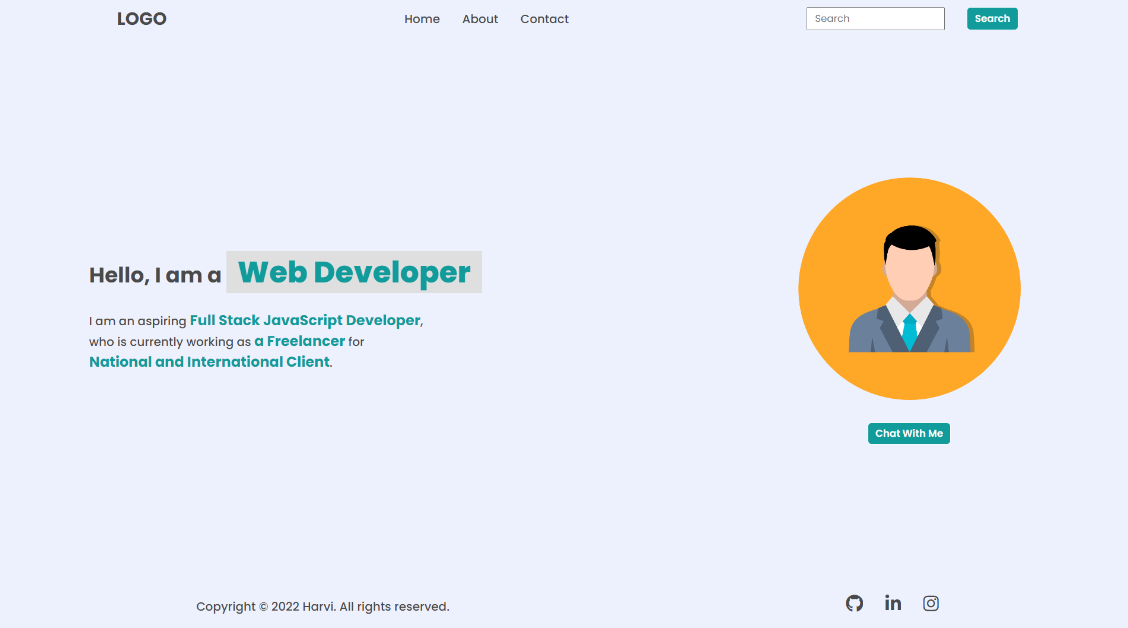 LOGO
Home About Contact
Search Search
Hello, I am a Web Developer
I am an aspiring Full Stack JavaScript Developer,
who is currently working as a Freelancer for
National and International Client.
Chat With Me
Copyright © 2022 Harvi. All rights reserved.
in